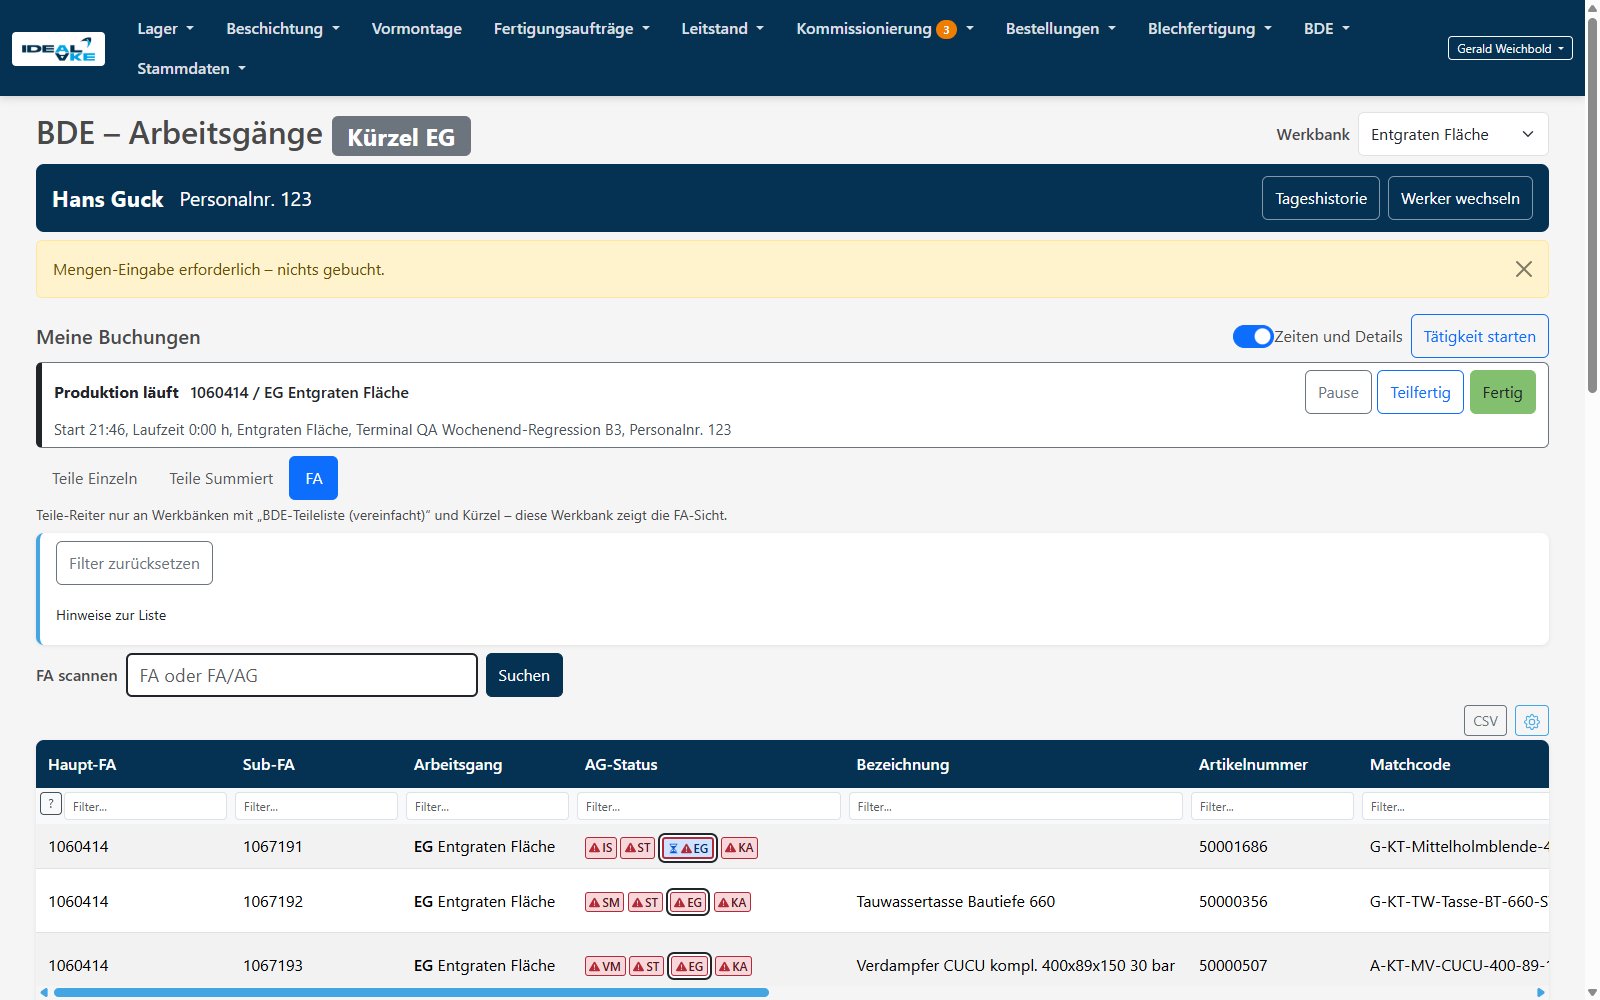 Lager Beschichtung Vormontage Fertigungsaufträge Leitstand Kommissionierung 3 Bestellungen Blechfertigung BDE
IDEAL AKE
Stammdaten
Gerald Weichbold
BDE – Arbeitsgänge Kürzel EG
Werkbank Entgraten Fläche
Hans Guck Personalnr. 123
Tageshistorie Werker wechseln
Mengen-Eingabe erforderlich – nichts gebucht.
Meine Buchungen
Zeiten und Details Tätigkeit starten
Produktion läuft 1060414 / EG Entgraten Fläche
Pause Teilfertig Fertig
Start 21:46, Laufzeit 0:00 h, Entgraten Fläche, Terminal QA Wochenend-Regression B3, Personalnr. 123
Teile Einzeln Teile Summiert FA
Teile-Reiter nur an Werkbänken mit „BDE-Teileliste (vereinfacht)“ und Kürzel – diese Werkbank zeigt die FA-Sicht.
Filter zurücksetzen
Hinweise zur Liste
FA scannen FA oder FA/AG Suchen
CSV
Haupt-FA Sub-FA Arbeitsgang AG-Status Bezeichnung Artikelnummer Matchcode
? Filter... Filter... Filter... Filter... Filter... Filter... Filter...
1060414 1067191 EG Entgraten Fläche IS ST EG KA 50001686 G-KT-Mittelholmblende-4
1060414 1067192 EG Entgraten Fläche SM ST EG KA Tauwassertasse Bautiefe 660 50000356 G-KT-TW-Tasse-BT-660-S
1060414 1067193 EG Entgraten Fläche VM ST EG KA Verdampfer CUCU kompl. 400x89x150 30 bar 50000507 A-KT-MV-CUCU-400-89-1